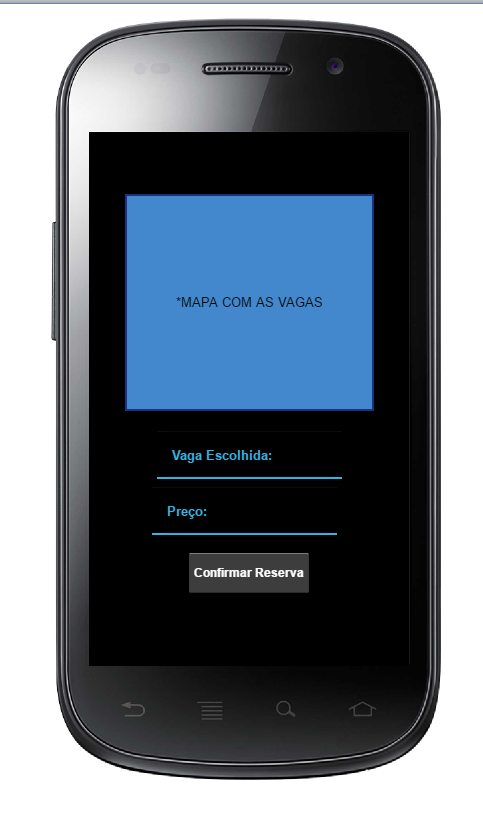 *MAPA COM AS VAGAS
Vaga Escolhida:
Preço:
Confirmar Reserva